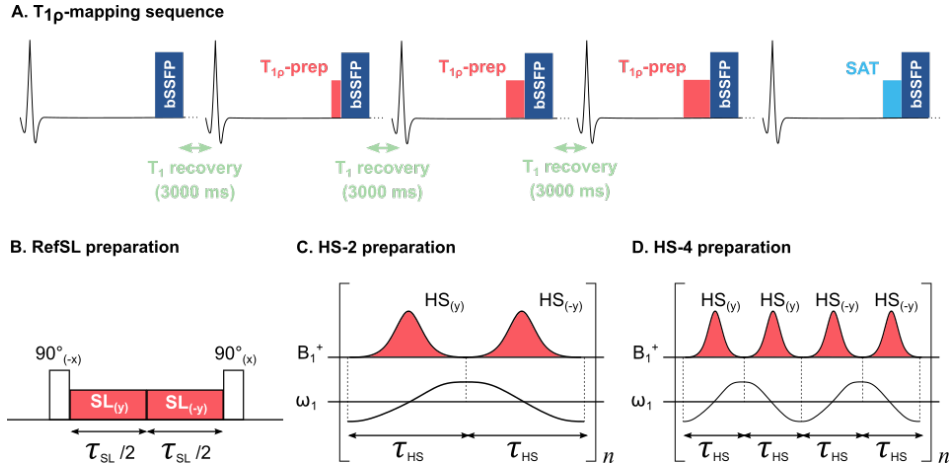 A. T1ρ-mapping sequence
bSSFP
T1ρ-prep
bSSFP
T1ρ-prep
bSSFP
T1ρ-prep
bSSFP
SAT
bSSFP
T1 recovery
(3000 ms)
T1 recovery
(3000 ms)
T1 recovery
(3000 ms)
B. RefSL preparation
90°(-x)
90°(x)
SL(y)
SL(-y)
τSL /2
τSL /2
C. HS-2 preparation
HS(y)
HS(-y)
B1+
ω1
τHS
τHS
n
D. HS-4 preparation
HS(y)
HS(y)
HS(-y)
HS(-y)
B1+
ω1
τHS
τHS
τHS
τHS
n